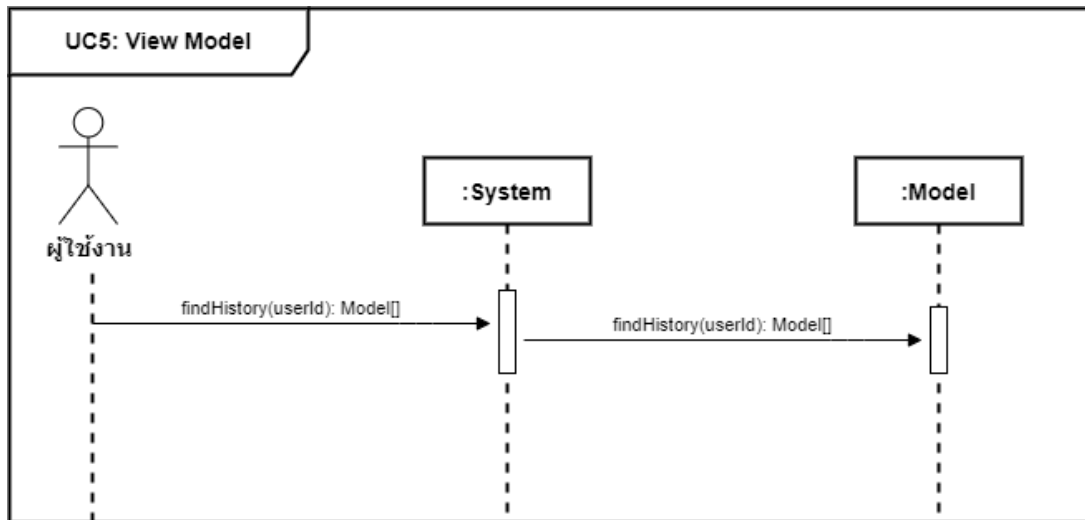 UC5: View Model
:System
:Model
ผู้ใช้งาน
findHistory(userId): Model[]
findHistory(userId): Model[]